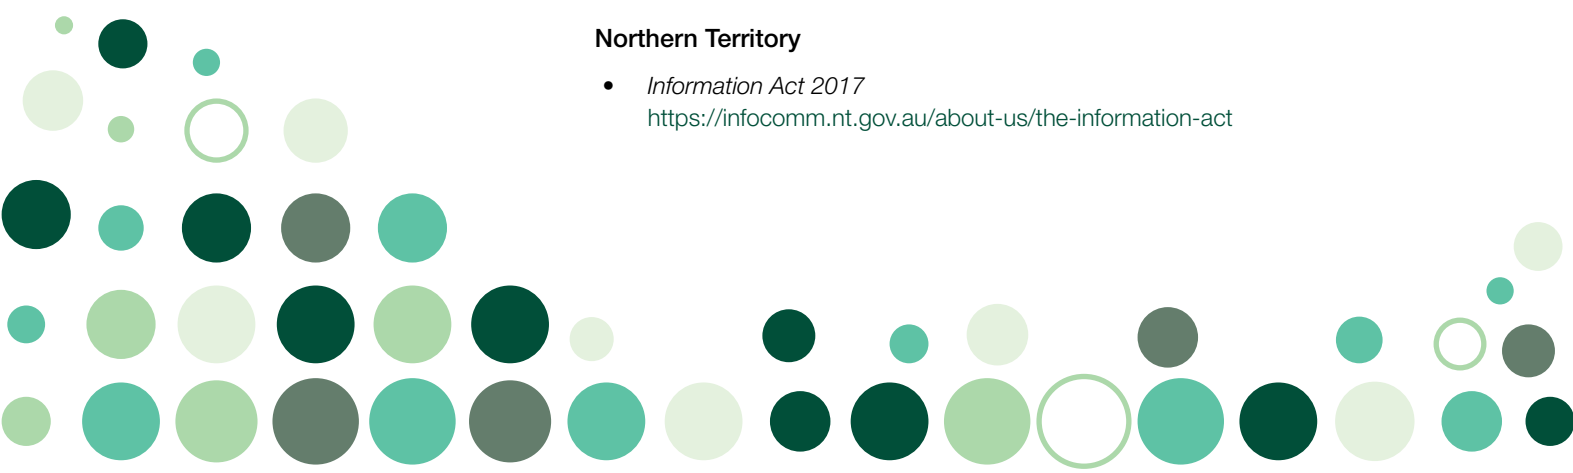 Northern Territory
• Information Act 2017
https://infocomm.nt.gov.au/about-us/the-information-act